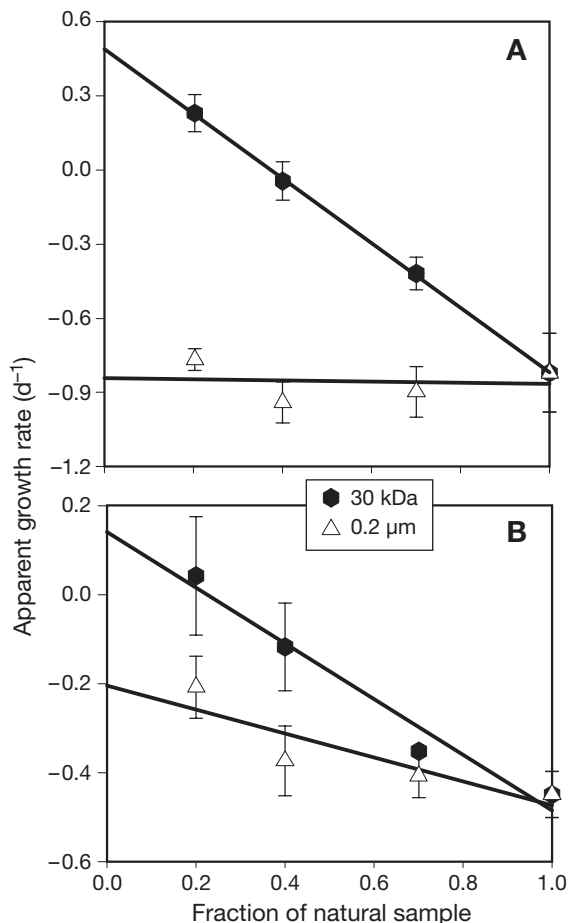 0.6
A
0.3
0.0
−0.3
−0.6
−0.9
−1.2
Apparent growth rate (d⁻¹)
30 kDa
0.2 µm
0.2
B
0.0
−0.2
−0.4
−0.6
0.0 0.2 0.4 0.6 0.8 1.0
Fraction of natural sample